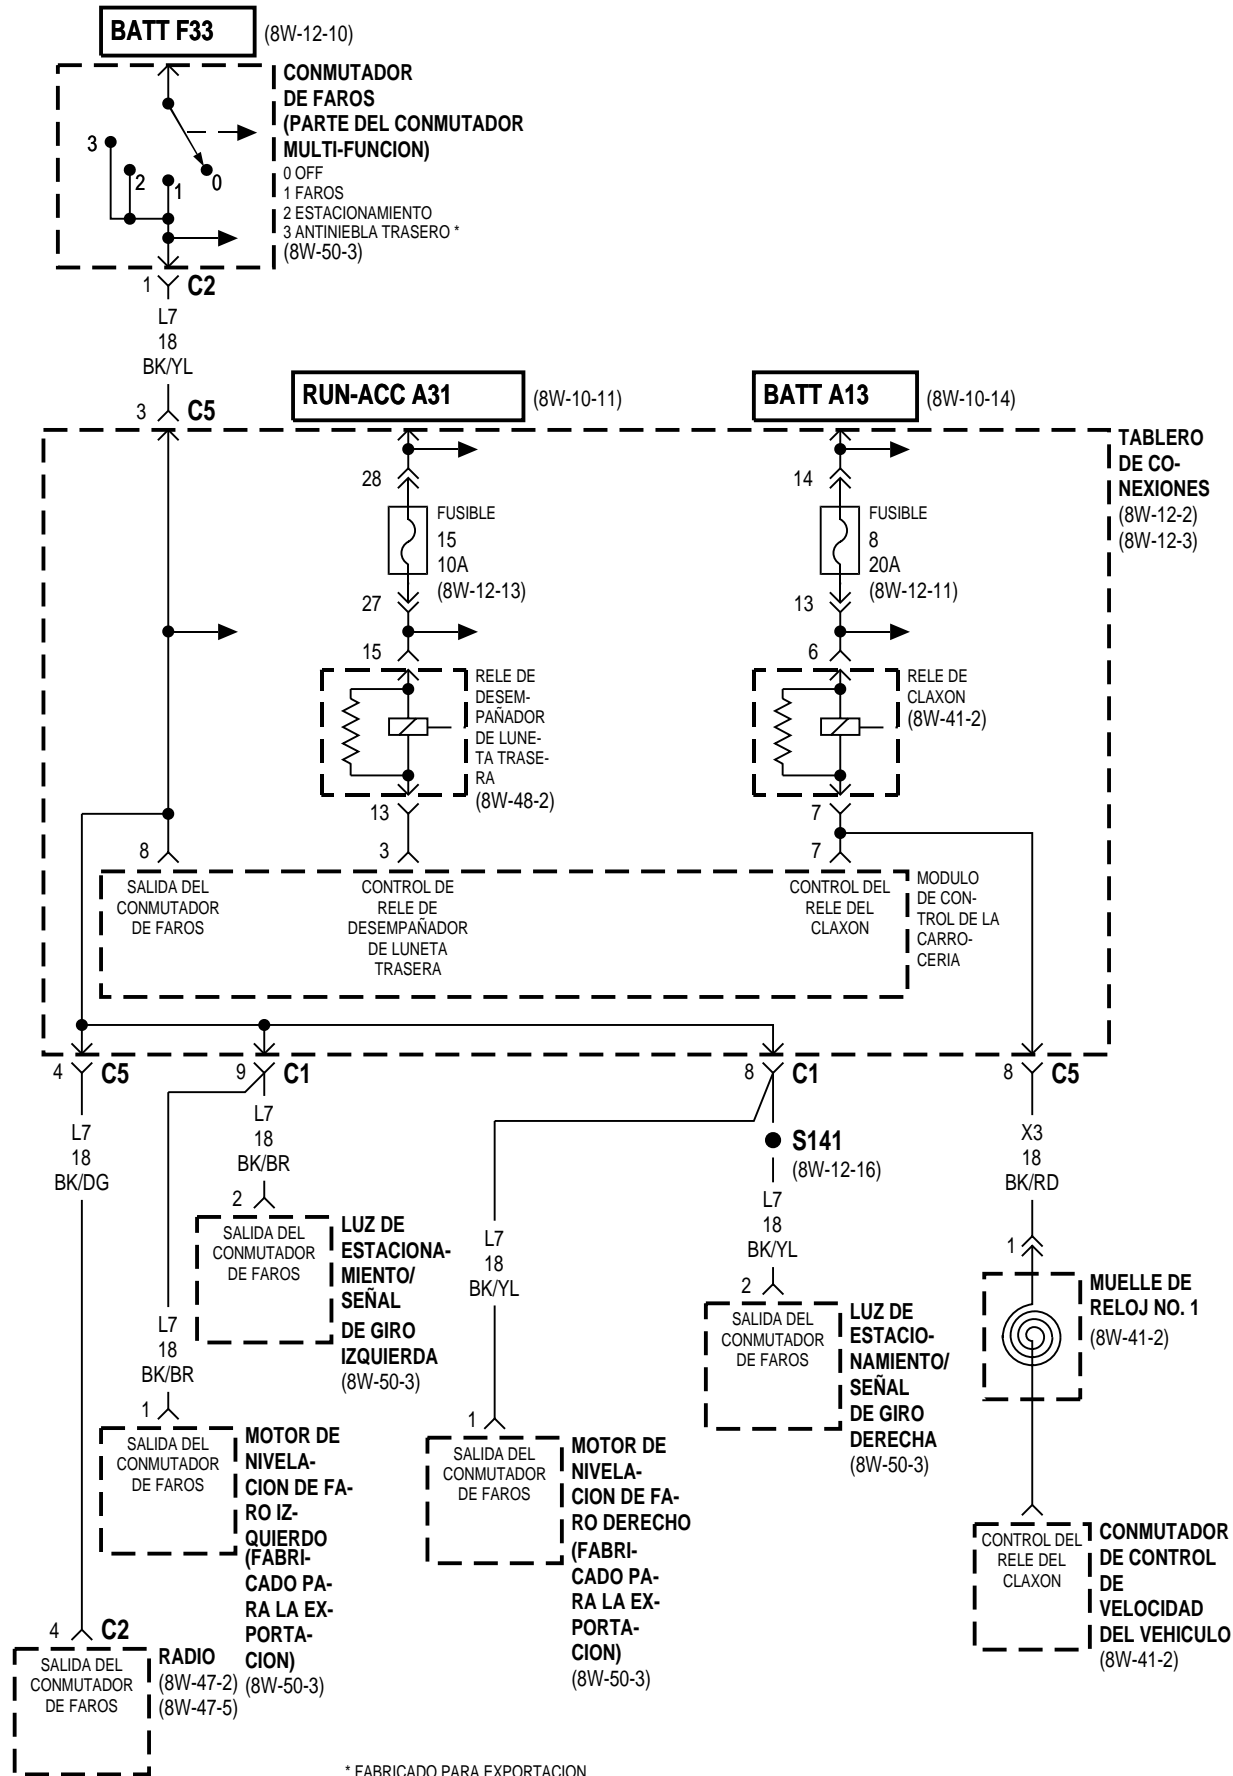 BATT F33 (8W-12-10)
CONMUTADOR
DE FAROS
(PARTE DEL CONMUTADOR
MULTI-FUNCION)
0 OFF
1 FAROS
2 ESTACIONAMIENTO
3 ANTINIEBLA TRASERO *
(8W-50-3)
3
2
1
0
1 C2
L7
18
BK/YL
3 C5
RUN-ACC A31 (8W-10-11)
BATT A13 (8W-10-14)
TABLERO
DE CO-
NEXIONES
(8W-12-2)
(8W-12-3)
28
FUSIBLE
15
10A
(8W-12-13)
27
15
RELE DE
DESEM-
PAÑADOR
DE LUNE-
TA TRASE-
RA
(8W-48-2)
13
3
14
FUSIBLE
8
20A
(8W-12-11)
13
6
RELE DE
CLAXON
(8W-41-2)
7
7
8
SALIDA DEL
CONMUTADOR
DE FAROS
CONTROL DE
RELE DE
DESEMPAÑADOR
DE LUNETA
TRASERA
CONTROL DEL
RELE DEL
CLAXON
MODULO
DE CON-
TROL DE LA
CARRO-
CERIA
4 C5
9 C1
8 C1
8 C5
L7
18
BK/DG
L7
18
BK/BR
2
SALIDA DEL
CONMUTADOR
DE FAROS
LUZ DE
ESTACIONA-
MIENTO/
SEÑAL
DE GIRO
IZQUIERDA
(8W-50-3)
L7
18
BK/BR
1
SALIDA DEL
CONMUTADOR
DE FAROS
MOTOR DE
NIVELA-
CION DE FA-
RO IZ-
QUIERDO
(FABRI-
CADO PA-
RA LA EX-
PORTA-
CION)
(8W-50-3)
L7
18
BK/YL
1
SALIDA DEL
CONMUTADOR
DE FAROS
MOTOR DE
NIVELA-
CION DE FA-
RO DERECHO
(FABRI-
CADO PA-
RA LA EX-
PORTA-
CION)
(8W-50-3)
S141
(8W-12-16)
L7
18
BK/YL
2
SALIDA DEL
CONMUTADOR
DE FAROS
LUZ DE
ESTACIO-
NAMIENTO/
SEÑAL
DE GIRO
DERECHA
(8W-50-3)
X3
18
BK/RD
1
MUELLE DE
RELOJ NO. 1
(8W-41-2)
CONTROL DEL
RELE DEL
CLAXON
CONMUTADOR
DE CONTROL
DE
VELOCIDAD
DEL VEHICULO
(8W-41-2)
4 C2
SALIDA DEL
CONMUTADOR
DE FAROS
RADIO
(8W-47-2)
(8W-47-5)
* FABRICADO PARA EXPORTACION